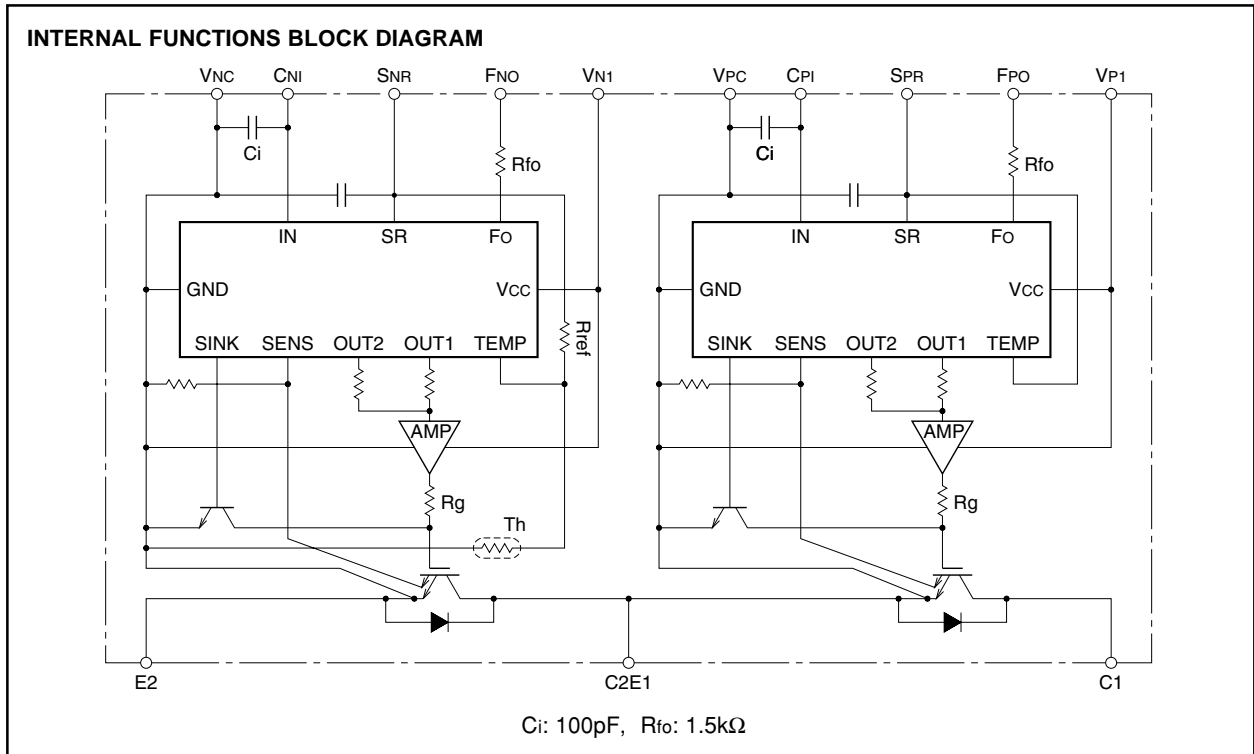 INTERNAL FUNCTIONS BLOCK DIAGRAM
VNC CNI SNR FNO VN1 VPC CPI SPR FPO VP1
Ci Rfo Ci Rfo
IN SR FO IN SR FO
GND VCC GND VCC
Rref
SINK SENS OUT2 OUT1 TEMP SINK SENS OUT2 OUT1 TEMP
AMP AMP
Rg Rg
Th
E2 C2E1 C1
Ci: 100pF, Rfo: 1.5kΩ